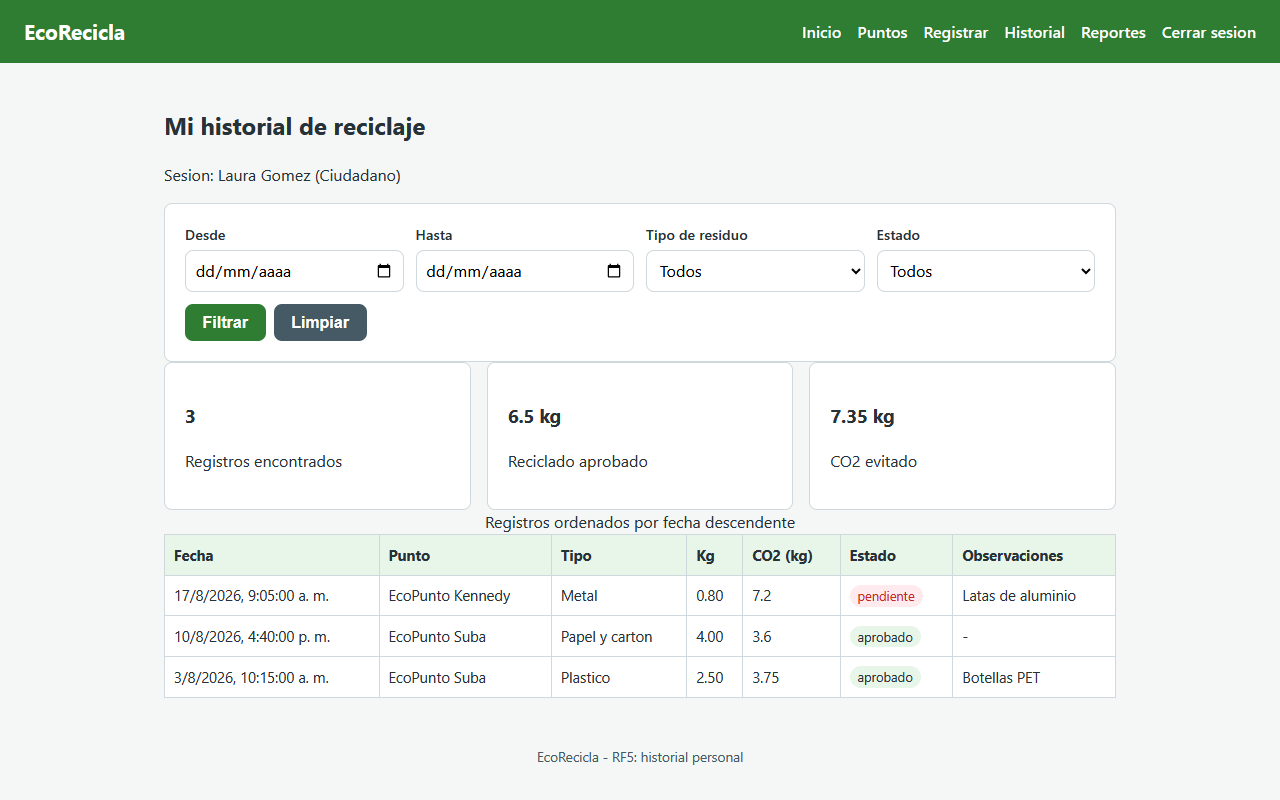 EcoRecicla Inicio Puntos Registrar Historial Reportes Cerrar sesion
Mi historial de reciclaje
Sesion: Laura Gomez (Ciudadano)
Desde Hasta Tipo de residuo Estado
dd/mm/aaaa dd/mm/aaaa Todos Todos
Filtrar Limpiar
3 6.5 kg 7.35 kg
Registros encontrados Reciclado aprobado CO2 evitado
Registros ordenados por fecha descendente
Fecha Punto Tipo Kg CO2 (kg) Estado Observaciones
17/8/2026, 9:05:00 a. m. EcoPunto Kennedy Metal 0.80 7.2 pendiente Latas de aluminio
10/8/2026, 4:40:00 p. m. EcoPunto Suba Papel y carton 4.00 3.6 aprobado -
3/8/2026, 10:15:00 a. m. EcoPunto Suba Plastico 2.50 3.75 aprobado Botellas PET
EcoRecicla - RF5: historial personal